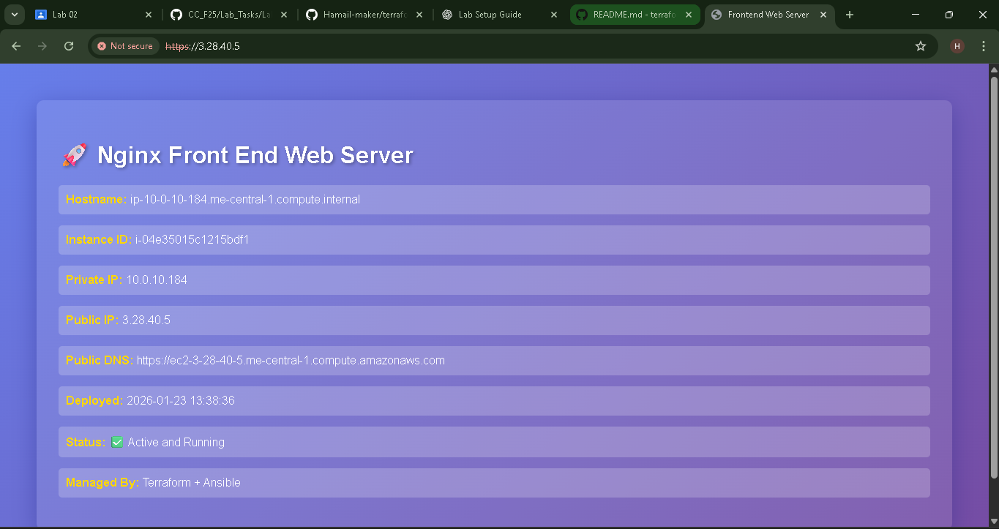 Lab 02
CC_F25/Lab_Tasks/La
Hamail-maker/terrafo
Lab Setup Guide
README.md - terrafo
Frontend Web Server
Not secure
https://3.28.40.5
H
🚀 Nginx Front End Web Server
Hostname: ip-10-0-10-184.me-central-1.compute.internal
Instance ID: i-04e35015c1215bdf1
Private IP: 10.0.10.184
Public IP: 3.28.40.5
Public DNS: https://ec2-3-28-40-5.me-central-1.compute.amazonaws.com
Deployed: 2026-01-23 13:38:36
Status: ✅ Active and Running
Managed By: Terraform + Ansible